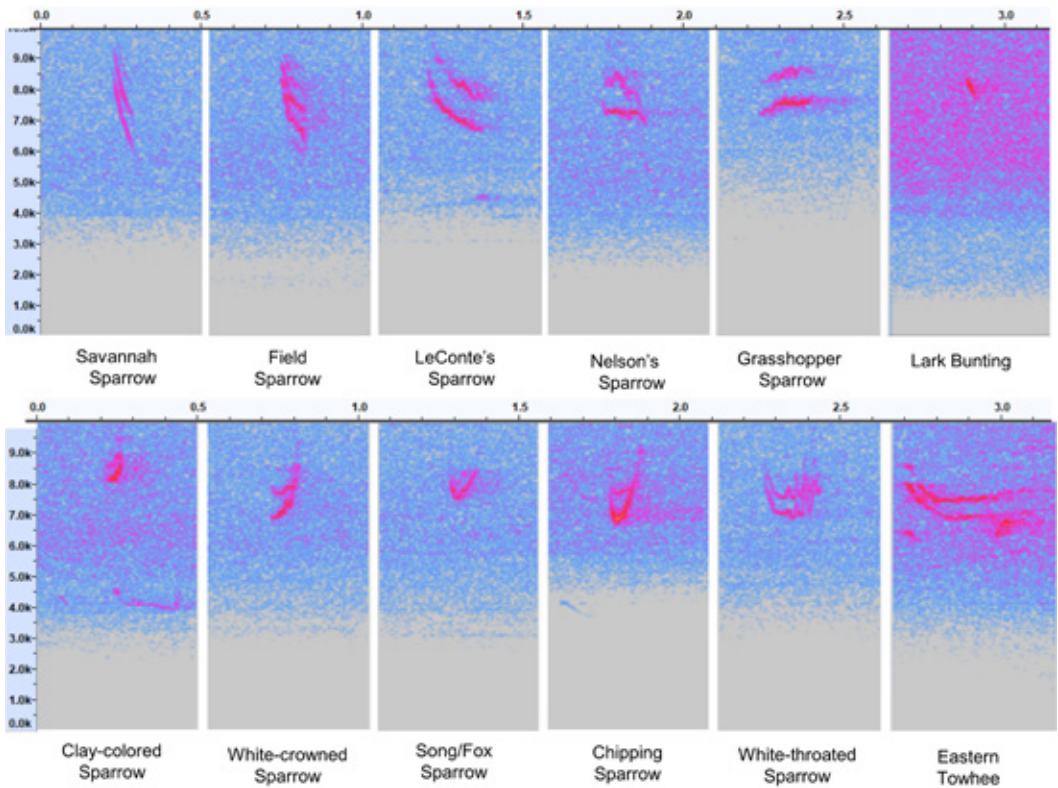 0.0 0.5 1.0 1.5 2.0 2.5 3.0
9.0k
8.0k
7.0k
6.0k
5.0k
4.0k
3.0k
2.0k
1.0k
0.0k
Savannah
Sparrow
Field
Sparrow
LeConte's
Sparrow
Nelson's
Sparrow
Grasshopper
Sparrow
Lark Bunting
0.0 0.5 1.0 1.5 2.0 2.5 3.0
9.0k
8.0k
7.0k
6.0k
5.0k
4.0k
3.0k
2.0k
1.0k
0.0k
Clay-colored
Sparrow
White-crowned
Sparrow
Song/Fox
Sparrow
Chipping
Sparrow
White-throated
Sparrow
Eastern
Towhee